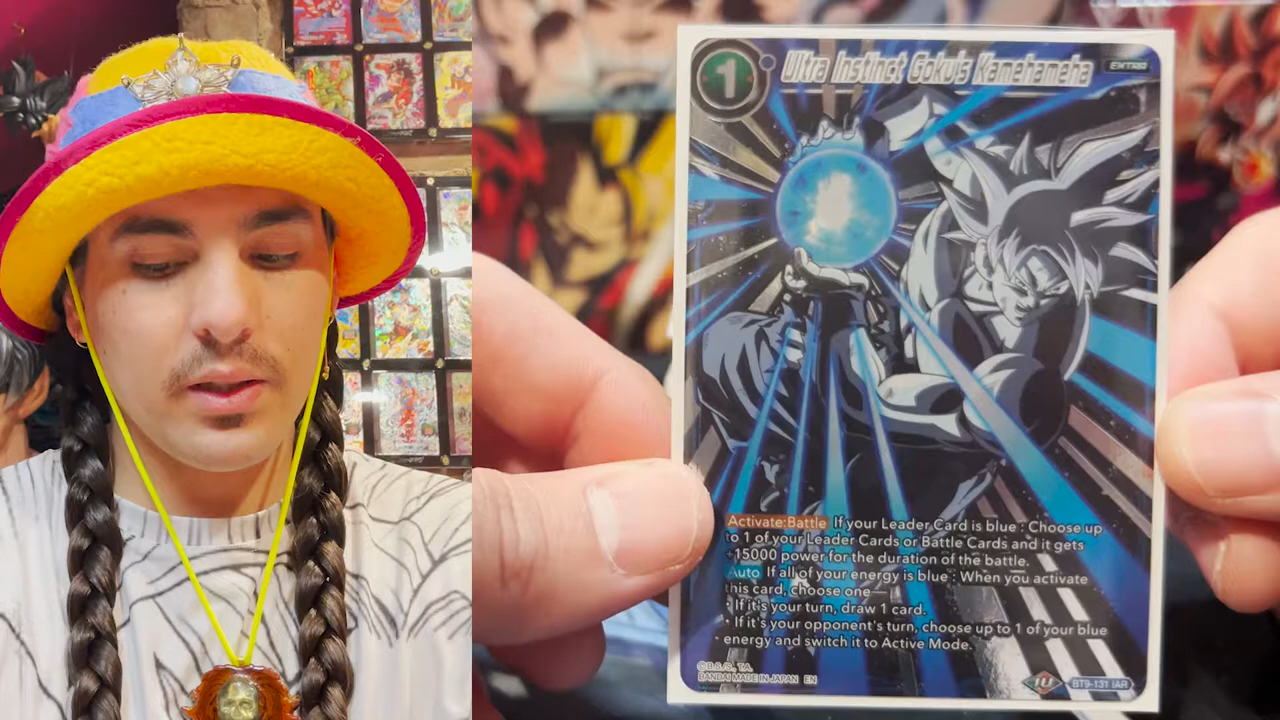 1
Ultra Instinct Goku's Kamehameha
EXTRA
Activate:Battle If your Leader Card is blue : Choose up
to 1 of your Leader Cards or Battle Cards and it gets
+15000 power for the duration of the battle.
Auto If all of your energy is blue : When you activate
this card, choose one—
• If it's your turn, draw 1 card.
• If it's your opponent's turn, choose up to 1 of your blue
energy and switch it to Active Mode.
©B.S./S., T.A.
BANDAI MADE IN JAPAN EN
1U
BT9-131 IAR